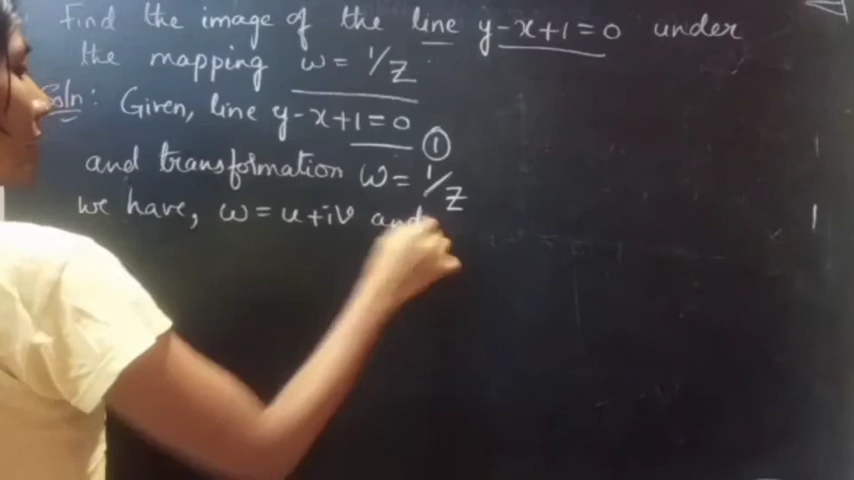 Find the image of the line y-x+1=0 under
the mapping w = 1/z.
Soln: Given, line y-x+1=0
①
and transformation w = 1/z
we have, w = u+iv and